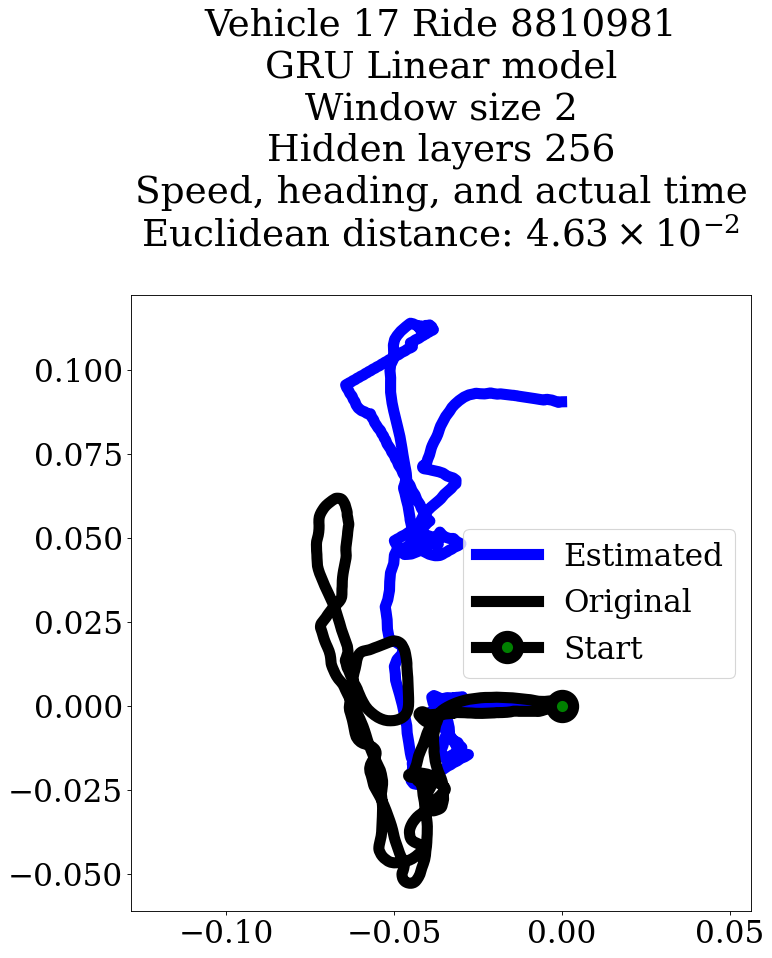 Vehicle 17 Ride 8810981
GRU Linear model
Window size 2
Hidden layers 256
Speed, heading, and actual time
Euclidean distance: 4.63 × 10⁻²
0.100
0.075
0.050
0.025
0.000
−0.025
−0.050
Estimated
Original
Start
−0.10 −0.05 0.00 0.05